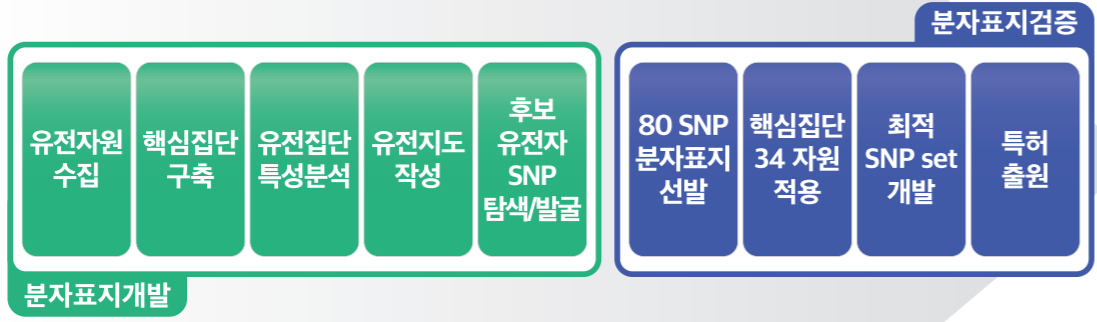 분자표지검증
유전자원
수집
핵심집단
구축
유전집단
특성분석
유전지도
작성
후보
유전자
SNP
탐색/발굴
80 SNP
분자표지
선발
핵심집단
34 자원
적용
최적
SNP set
개발
특허
출원
분자표지개발